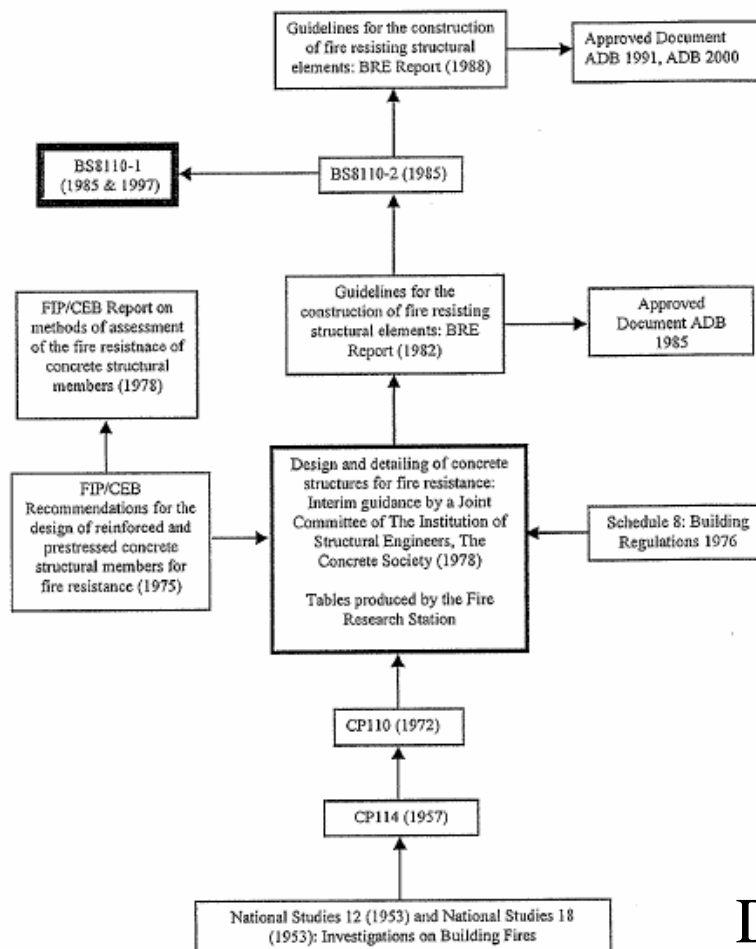 Guidelines for the construction
of fire resisting structural
elements: BRE Report (1988)
Approved Document
ADB 1991, ADB 2000
BS8110-1
(1985 & 1997)
BS8110-2 (1985)
FIP/CEB Report on
methods of assessment
of the fire resistnace of
concrete structural
members (1978)
Guidelines for the
construction of fire resisting
structural elements: BRE
Report (1982)
Approved
Document ADB
1985
FIP/CEB
Recommendations for the
design of reinforced and
prestressed concrete
structural members for
fire resistance (1975)
Design and detailing of concrete
structures for fire resistance:
Interim guidance by a Joint
Committee of The Institution of
Structural Engineers, The
Concrete Society (1978)
Tables produced by the Fire
Research Station
Schedule 8: Building
Regulations 1976
CP110 (1972)
CP114 (1957)
National Studies 12 (1953) and National Studies 18
(1953): Investigations on Building Fires